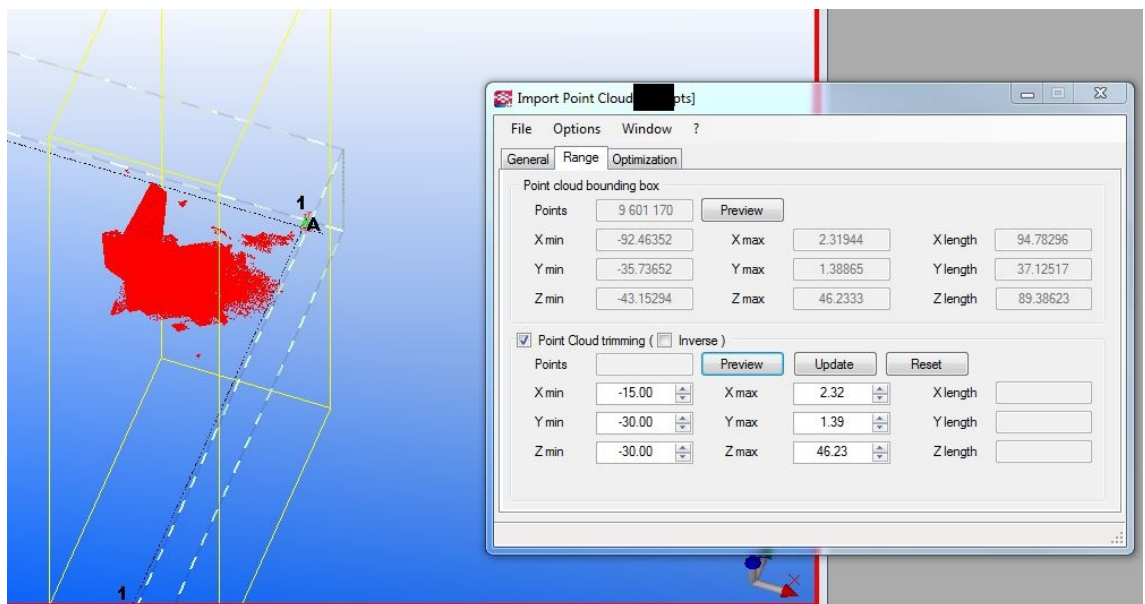 Import Point Cloud pts]
File Options Window ?
General Range Optimization
Point cloud bounding box
Points 9 601 170 Preview
X min -92.46352 X max 2.31944 X length 94.78296
Y min -35.73652 Y max 1.38865 Y length 37.12517
Z min -43.15294 Z max 46.2333 Z length 89.38623
Point Cloud trimming ( Inverse )
Points Preview Update Reset
X min -15.00 X max 2.32 X length
Y min -30.00 Y max 1.39 Y length
Z min -30.00 Z max 46.23 Z length
1
A
1
X